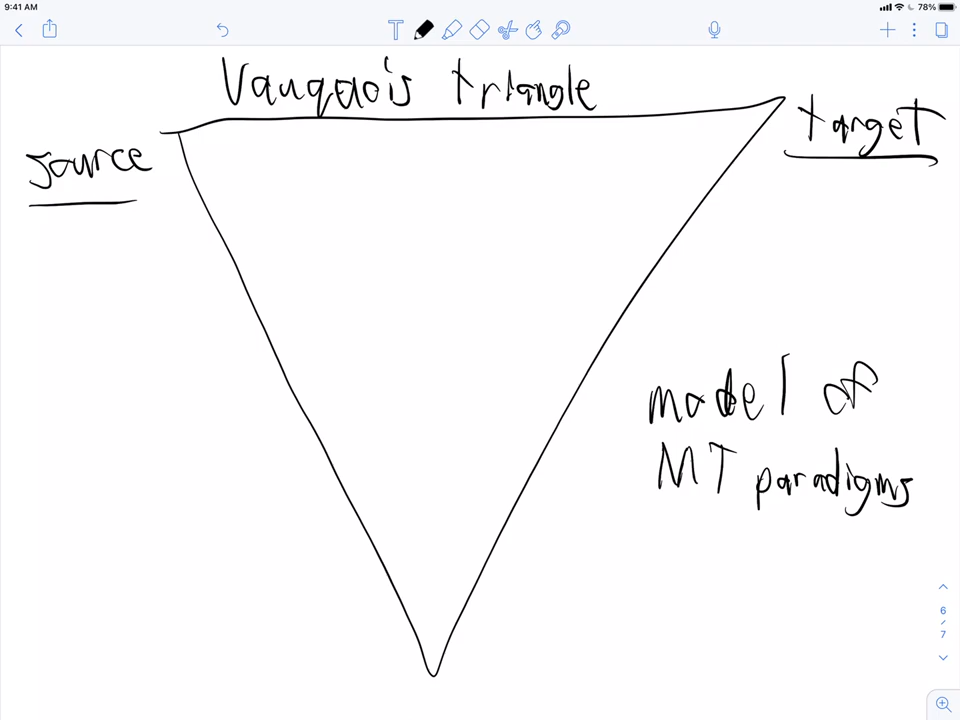 9:41 AM
78%
T
Vauquois triangle
source
target
model of
MT paradigms
6
/
7